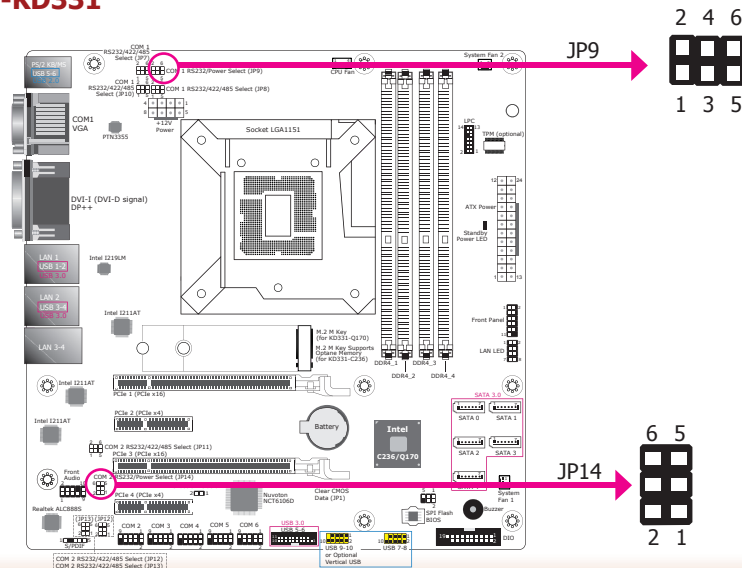 -KD331
2 4 6
JP9
1 3 5
COM 1
RS232/422/485
Select (JP7)
COM 1 RS232/Power Select (JP9)
COM 1
RS232/422/485
Select (JP10)
COM 1 RS232/422/485 Select (JP8)
+12V
Power
CPU Fan
System Fan 2
PS/2 KB/MS
USB 5-6
COM1
VGA
PTN3355
Socket LGA1151
LPC
TPM (optional)
DVI-I (DVI-D signal)
DP++
ATX Power
Standby
Power LED
LAN 1
USB 1-2
USB 3.0
Intel I219LM
LAN 2
USB 3-4
USB 3.0
Intel I211AT
LAN 3-4
Front Panel
LAN LED
M.2 M Key
(for KD331-Q170)
M.2 M Key Supports
Optane Memory
(for KD331-C236)
DDR4_1
DDR4_3
DDR4_2
DDR4_4
Intel I211AT
PCIe 1 (PCIe x16)
SATA 3.0
SATA 0
SATA 1
PCIe 2 (PCIe x4)
Intel I211AT
Battery
Intel
C236/Q170
SATA 2
SATA 3
COM 2 RS232/422/485 Select (JP11)
PCIe 3 (PCIe x16)
6 5
JP14
2 1
Front
Audio
COM 2 RS232/Power Select (JP14)
PCIe 4 (PCIe x4)
Nuvoton
NCT6106D
Clear CMOS
Data (JP1)
System
Fan 1
Realtek ALC888S
SPI Flash
BIOS
Buzzer
(JP13)
(JP12)
S/PDIF
COM 2
COM 3
COM 4
COM 5
COM 6
USB 3.0
USB 5-6
USB 9-10
or Optional
Vertical USB
USB 7-8
DIO
COM 2 RS232/422/485 Select (JP12)
COM 2 RS232/422/485 Select (JP13)